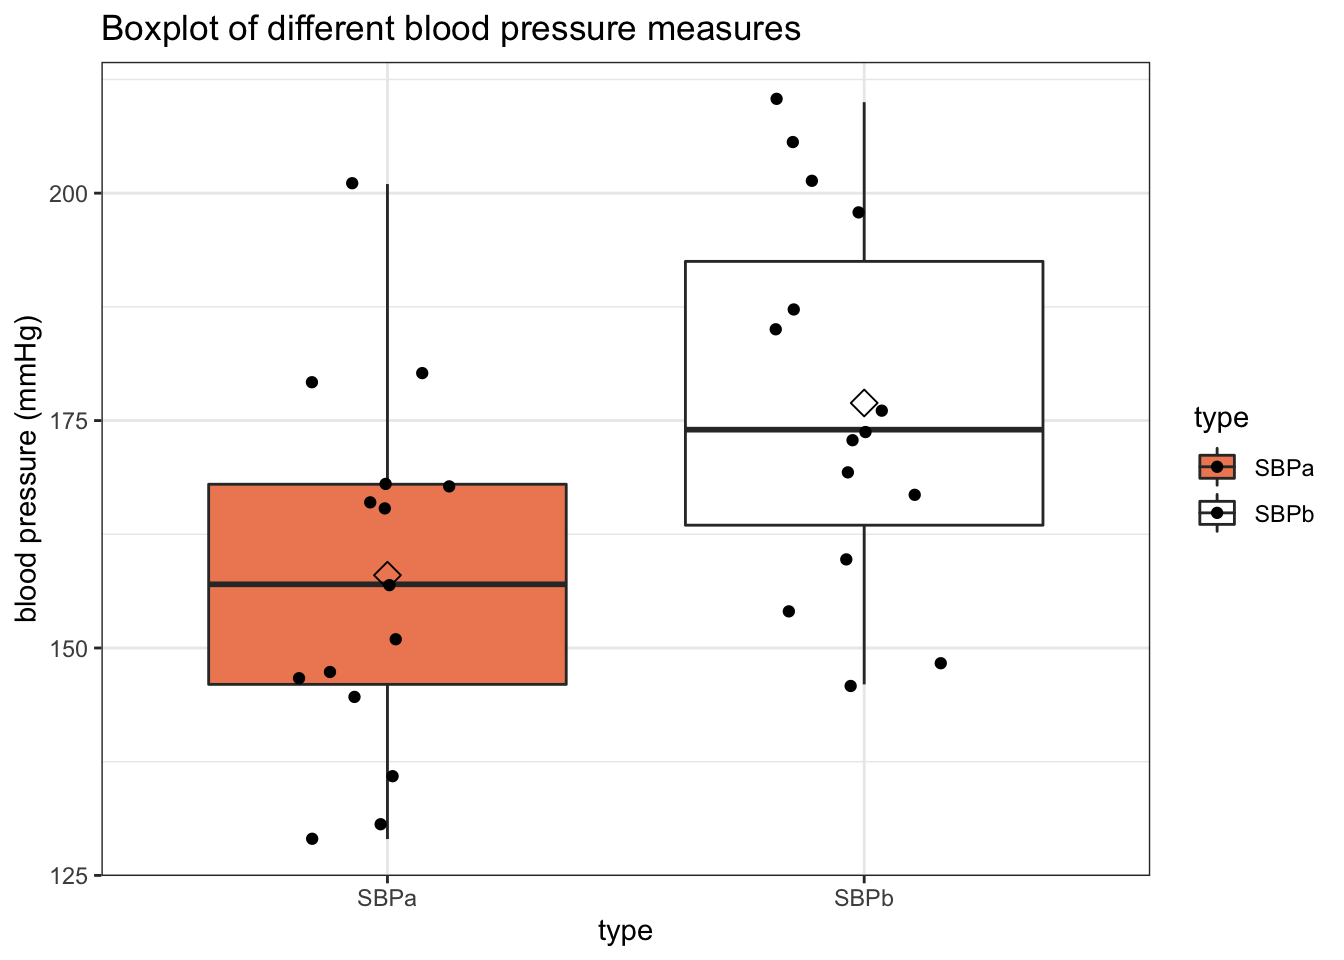 Boxplot of different blood pressure measures
blood pressure (mmHg)
200
175
150
125
SBPa
SBPb
type
type
SBPa
SBPb